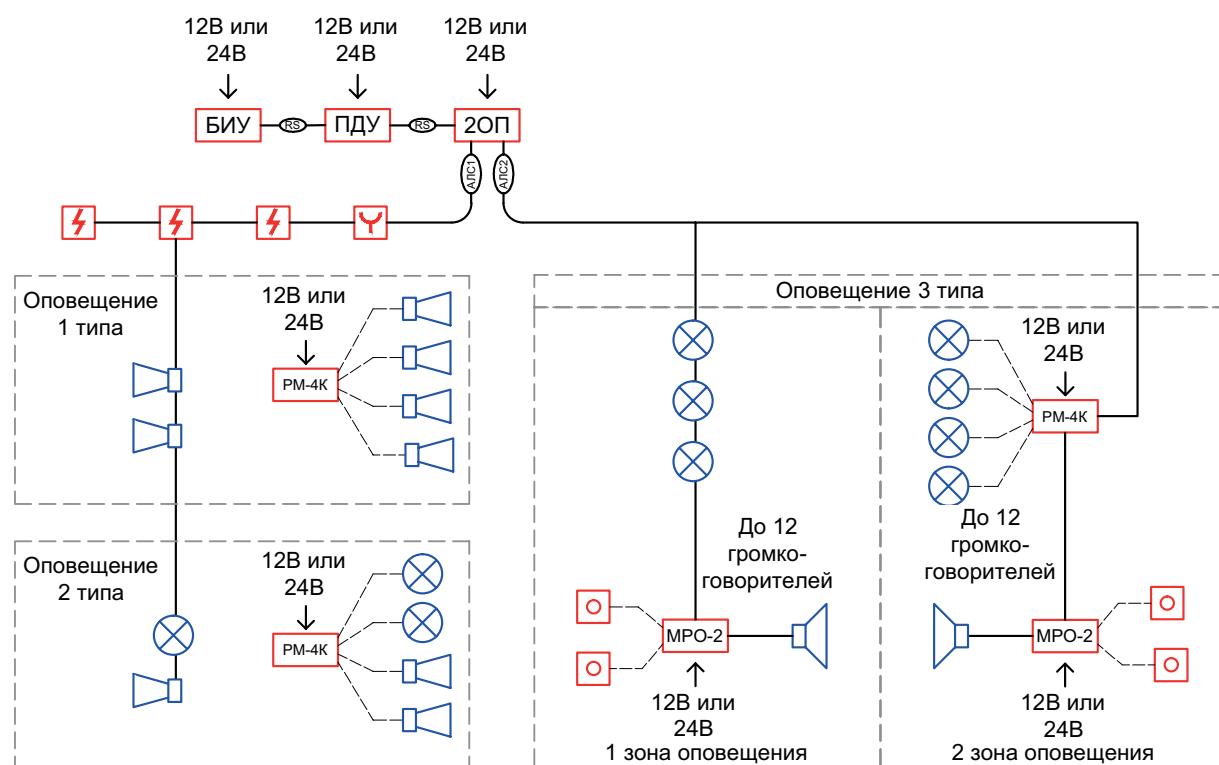 12В или
24В
12В или
24В
12В или
24В
БИУ
RS
ПДУ
RS
2ОП
АЛС1
АЛС2
Оповещение
1 типа
12В или
24В
РМ-4К
Оповещение
2 типа
12В или
24В
РМ-4К
Оповещение 3 типа
До 12
громко-
говорителей
МРО-2
12В или
24В
1 зона оповещения
12В или
24В
РМ-4К
До 12
громко-
говорителей
МРО-2
12В или
24В
2 зона оповещения